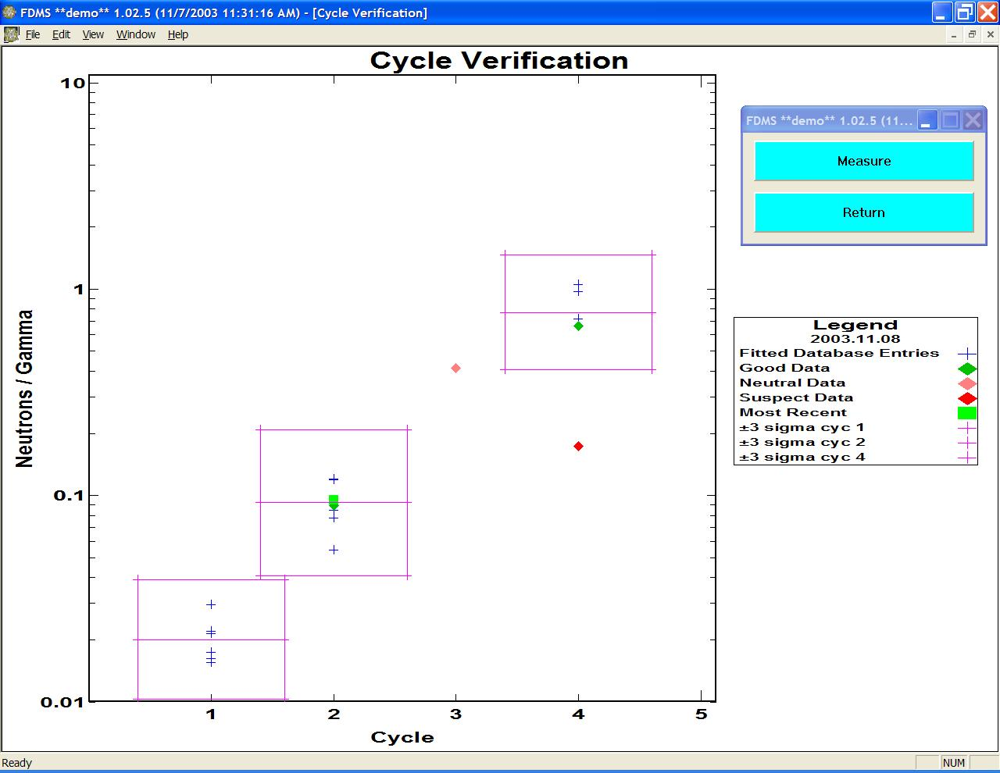 FDMS **demo** 1.02.5 (11/7/2003 11:31:16 AM) - [Cycle Verification]
File Edit View Window Help
Cycle Verification
10
1
0.1
0.01
Neutrons / Gamma
1 2 3 4 5
Cycle
FDMS **demo** 1.02.5 (11...
Measure
Return
Legend
2003.11.08
Fitted Database Entries
Good Data
Neutral Data
Suspect Data
Most Recent
±3 sigma cyc 1
±3 sigma cyc 2
±3 sigma cyc 4
Ready NUM